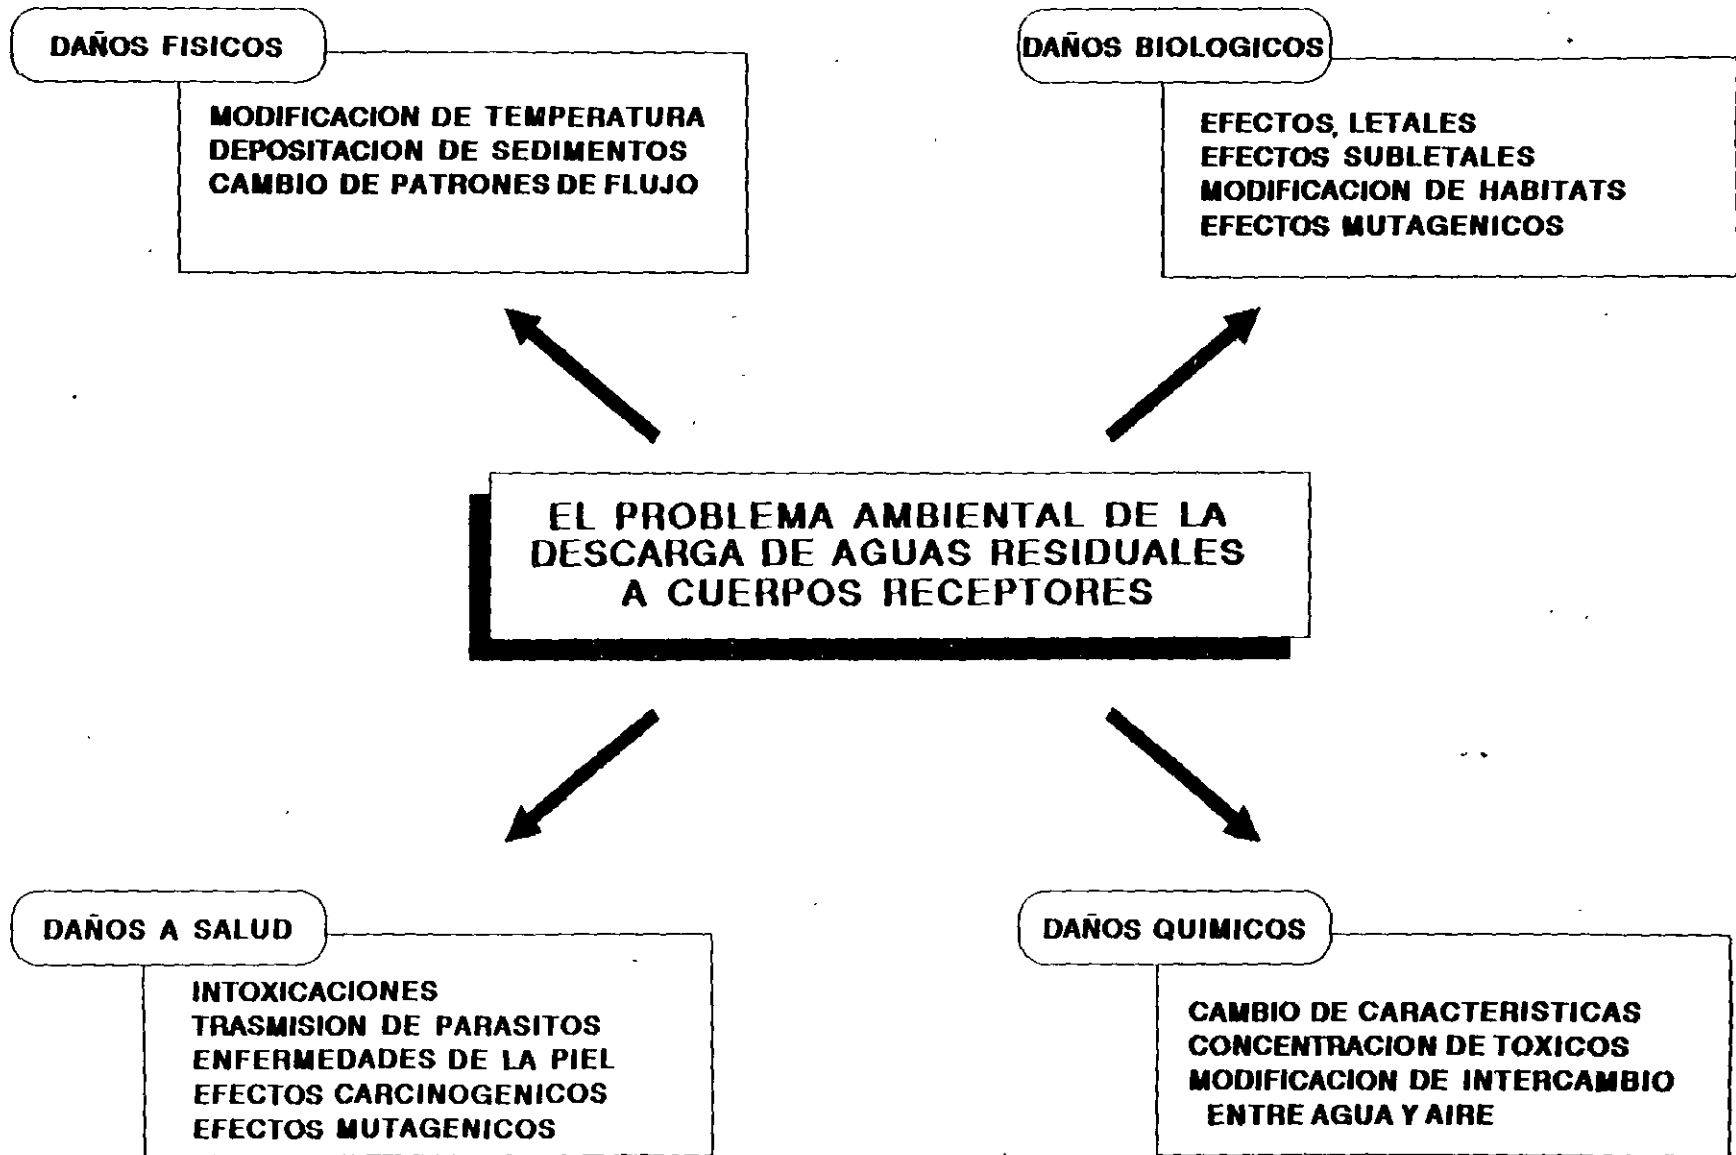 DAÑOS FISICOS
MODIFICACION DE TEMPERATURA
DEPOSITACION DE SEDIMENTOS
CAMBIO DE PATRONES DE FLUJO
DAÑOS BIOLOGICOS
EFECTOS, LETALES
EFECTOS SUBLETALES
MODIFICACION DE HABITATS
EFECTOS MUTAGENICOS
EL PROBLEMA AMBIENTAL DE LA
DESCARGA DE AGUAS RESIDUALES
A CUERPOS RECEPTORES
DAÑOS A SALUD
INTOXICACIONES
TRASMISION DE PARASITOS
ENFERMEDADES DE LA PIEL
EFECTOS CARCINOGENICOS
EFECTOS MUTAGENICOS
DAÑOS QUIMICOS
CAMBIO DE CARACTERISTICAS
CONCENTRACION DE TOXICOS
MODIFICACION DE INTERCAMBIO
ENTRE AGUA Y AIRE